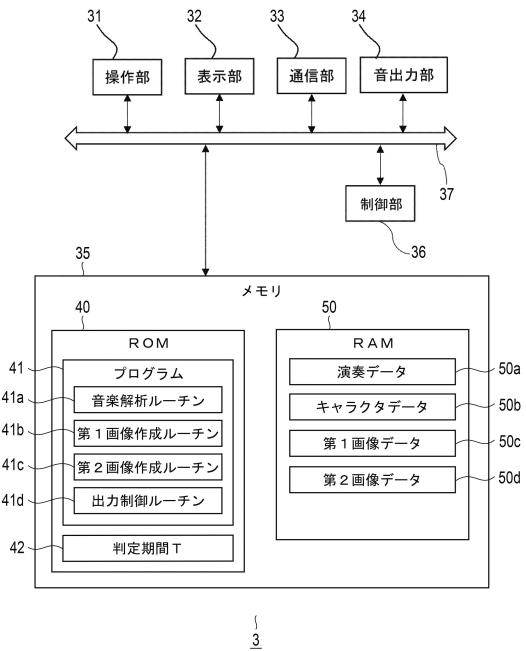 31
32
33
34
操作部
表示部
通信部
音出力部
37
制御部
36
35
メモリ
40
ROM
50
RAM
41
プログラム
演奏データ
50a
41a
音楽解析ルーチン
キャラクタデータ
50b
41b
第1画像作成ルーチン
第1画像データ
50c
41c
第2画像作成ルーチン
第2画像データ
50d
41d
出力制御ルーチン
42
判定期間T
3